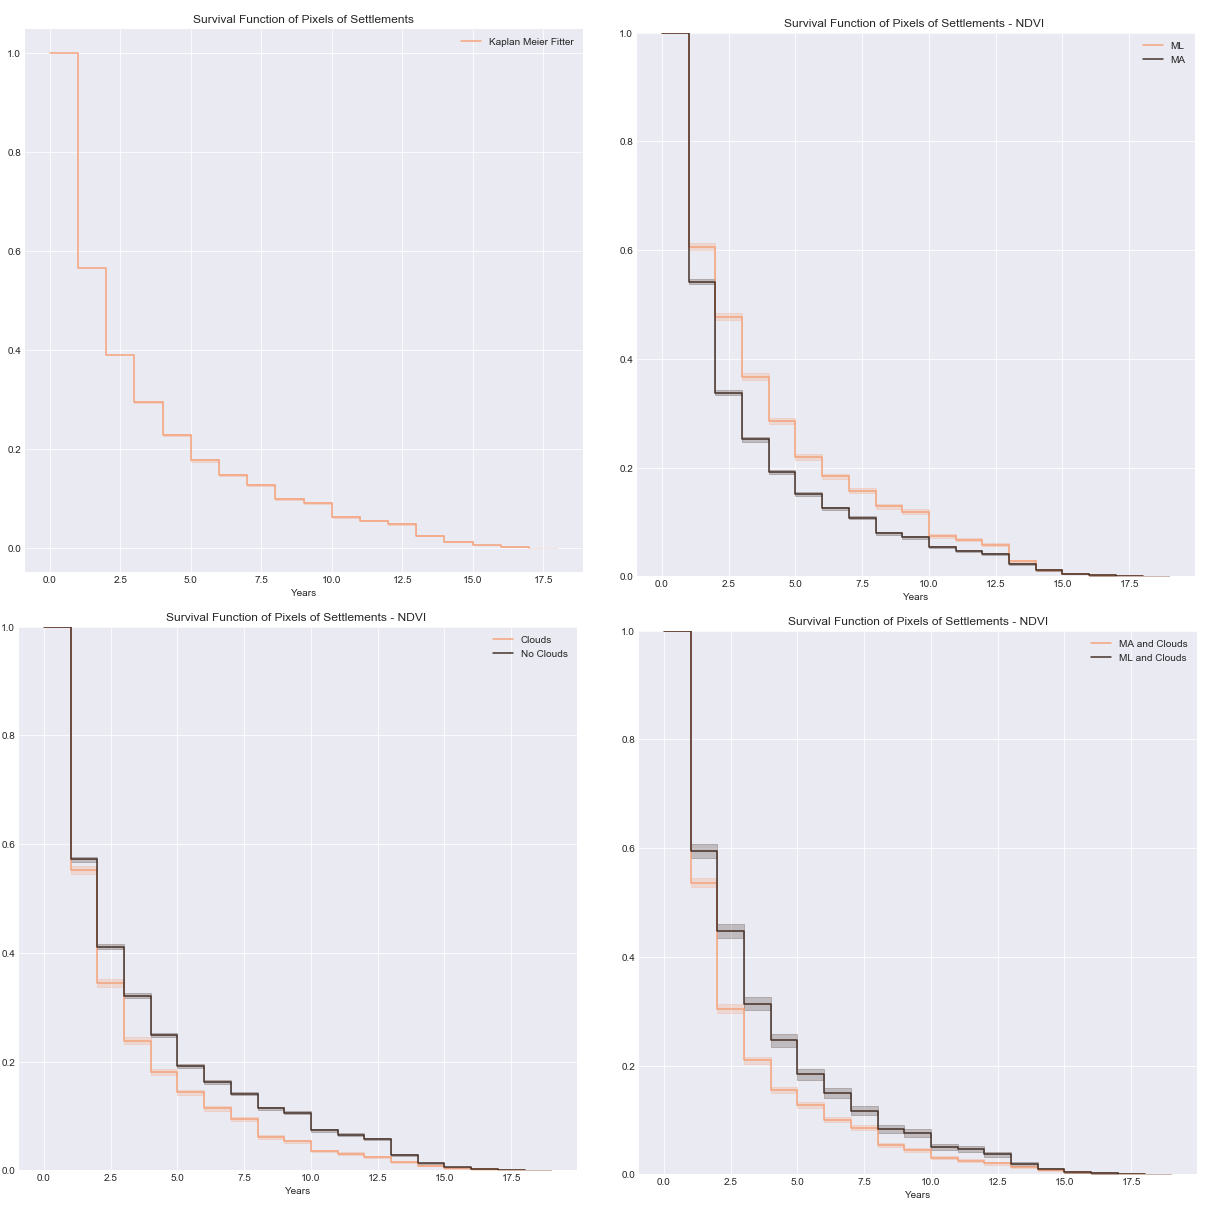 Survival Function of Pixels of Settlements
Kaplan Meier Fitter
1.0
0.8
0.6
0.4
0.2
0.0
0.0 2.5 5.0 7.5 10.0 12.5 15.0 17.5
Years
Survival Function of Pixels of Settlements - NDVI
ML
MA
1.0
0.8
0.6
0.4
0.2
0.0
0.0 2.5 5.0 7.5 10.0 12.5 15.0 17.5
Years
Survival Function of Pixels of Settlements - NDVI
Clouds
No Clouds
1.0
0.8
0.6
0.4
0.2
0.0
0.0 2.5 5.0 7.5 10.0 12.5 15.0 17.5
Years
Survival Function of Pixels of Settlements - NDVI
MA and Clouds
ML and Clouds
1.0
0.8
0.6
0.4
0.2
0.0
0.0 2.5 5.0 7.5 10.0 12.5 15.0 17.5
Years